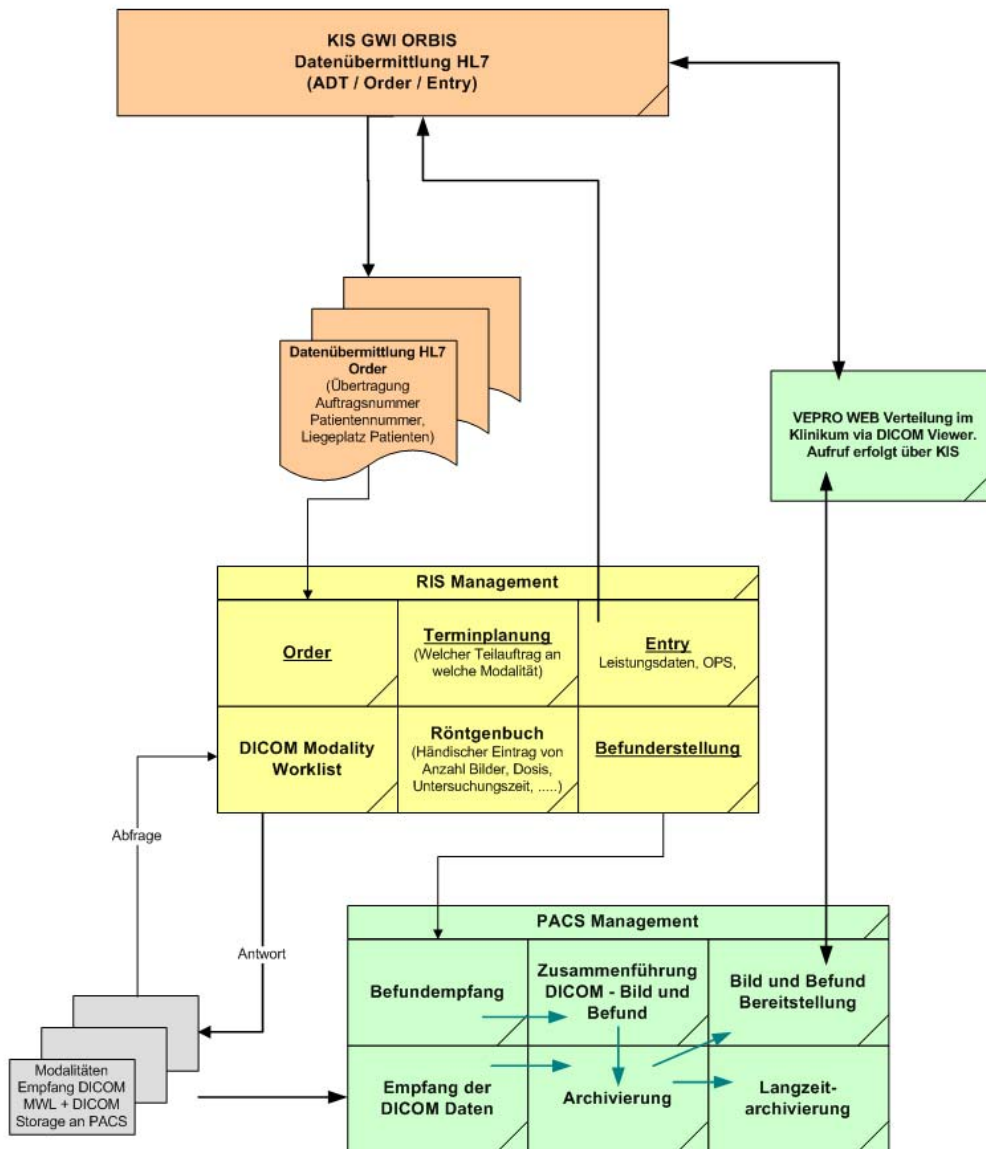 KIS GWI ORBIS
Datenübermittlung HL7
(ADT / Order / Entry)
Datenübermittlung HL7
Order
(Übertragung
Auftragsnummer
Patientennummer,
Liegeplatz Patienten)
VEPRO WEB Verteilung im
Klinikum via DICOM Viewer.
Aufruf erfolgt über KIS
RIS Management
Order
Terminplanung
(Welcher Teilauftrag an
welche Modalität)
Entry
Leistungsdaten, OPS,
DICOM Modality
Worklist
Röntgenbuch
(Händischer Eintrag von
Anzahl Bilder, Dosis,
Untersuchungszeit, .....)
Befunderstellung
Abfrage
Antwort
PACS Management
Befundempfang
Zusammenführung
DICOM - Bild und
Befund
Bild und Befund
Bereitstellung
Modalitäten
Empfang DICOM
MWL + DICOM
Storage an PACS
Empfang der
DICOM Daten
Archivierung
Langzeit-
archivierung